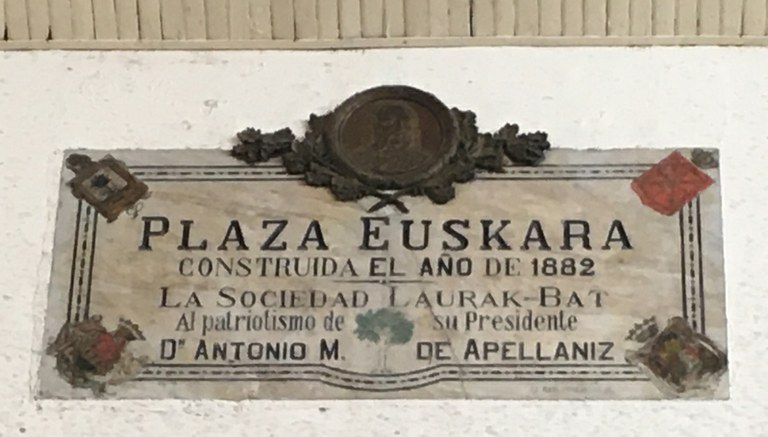 PLAZA EUSKARA
CONSTRUIDA EL AÑO DE 1882
LA SOCIEDAD LAURAK-BAT
Al patriotismo de su Presidente
Dⁿ ANTONIO M. DE APELLANIZ